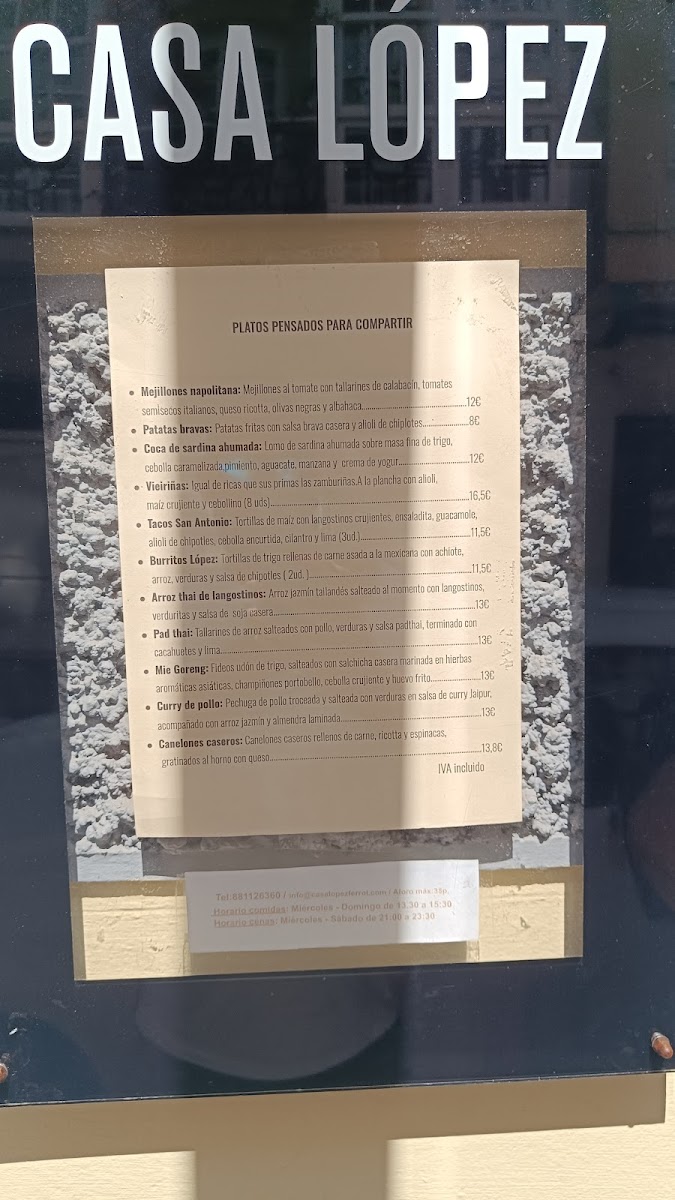 CASA LÓPEZ
PLATOS PENSADOS PARA COMPARTIR
• Mejillones napolitana: Mejillones al tomate con tallarines de calabacín, tomates
semisecos italianos, queso ricotta, olivas negras y albahaca.......................................12€
• Patatas bravas: Patatas fritas con salsa brava casera y alioli de chiplotes.................8€
• Coca de sardina ahumada: Lomo de sardina ahumada sobre masa fina de trigo,
cebolla caramelizada,pimiento, aguacate, manzana y crema de yogur..........................12€
• Vieiriñas: Igual de ricas que sus primas las zamburiñas.A la plancha con alioli,
maíz crujiente y cebollino (8 uds)..........................................................................16,5€
• Tacos San Antonio: Tortillas de maíz con langostinos crujientes, ensaladita, guacamole,
alioli de chipotles, cebolla encurtida, cilantro y lima (3ud.)........................................11,5€
• Burritos López: Tortillas de trigo rellenas de carne asada a la mexicana con achiote,
arroz, verduras y salsa de chipotles ( 2ud. )............................................................11,5€
• Arroz thai de langostinos: Arroz jazmín tailandés salteado al momento con langostinos,
verduritas y salsa de soja casera...........................................................................13€
• Pad thai: Tallarines de arroz salteados con pollo, verduras y salsa padthai, terminado con
cacahuetes y lima................................................................................................13€
• Mie Goreng: Fideos udón de trigo, salteados con salchicha casera marinada en hierbas
aromáticas asiáticas, champiñones portobello, cebolla crujiente y huevo frito..................13€
• Curry de pollo: Pechuga de pollo troceada y salteada con verduras en salsa de curry Jaipur,
acompañado con arroz jazmín y almendra laminada..................................................13€
• Canelones caseros: Canelones caseros rellenos de carne, ricotta y espinacas,
gratinados al horno con queso...............................................................................13,8€
IVA incluido
Tel.881126360 / info@casalopezferrol.com / Aforo máx.35p.
Horario comidas: Miércoles - Domingo de 13.30 a 15:30
Horario cenas: Miércoles - Sábado de 21:00 a 23:30